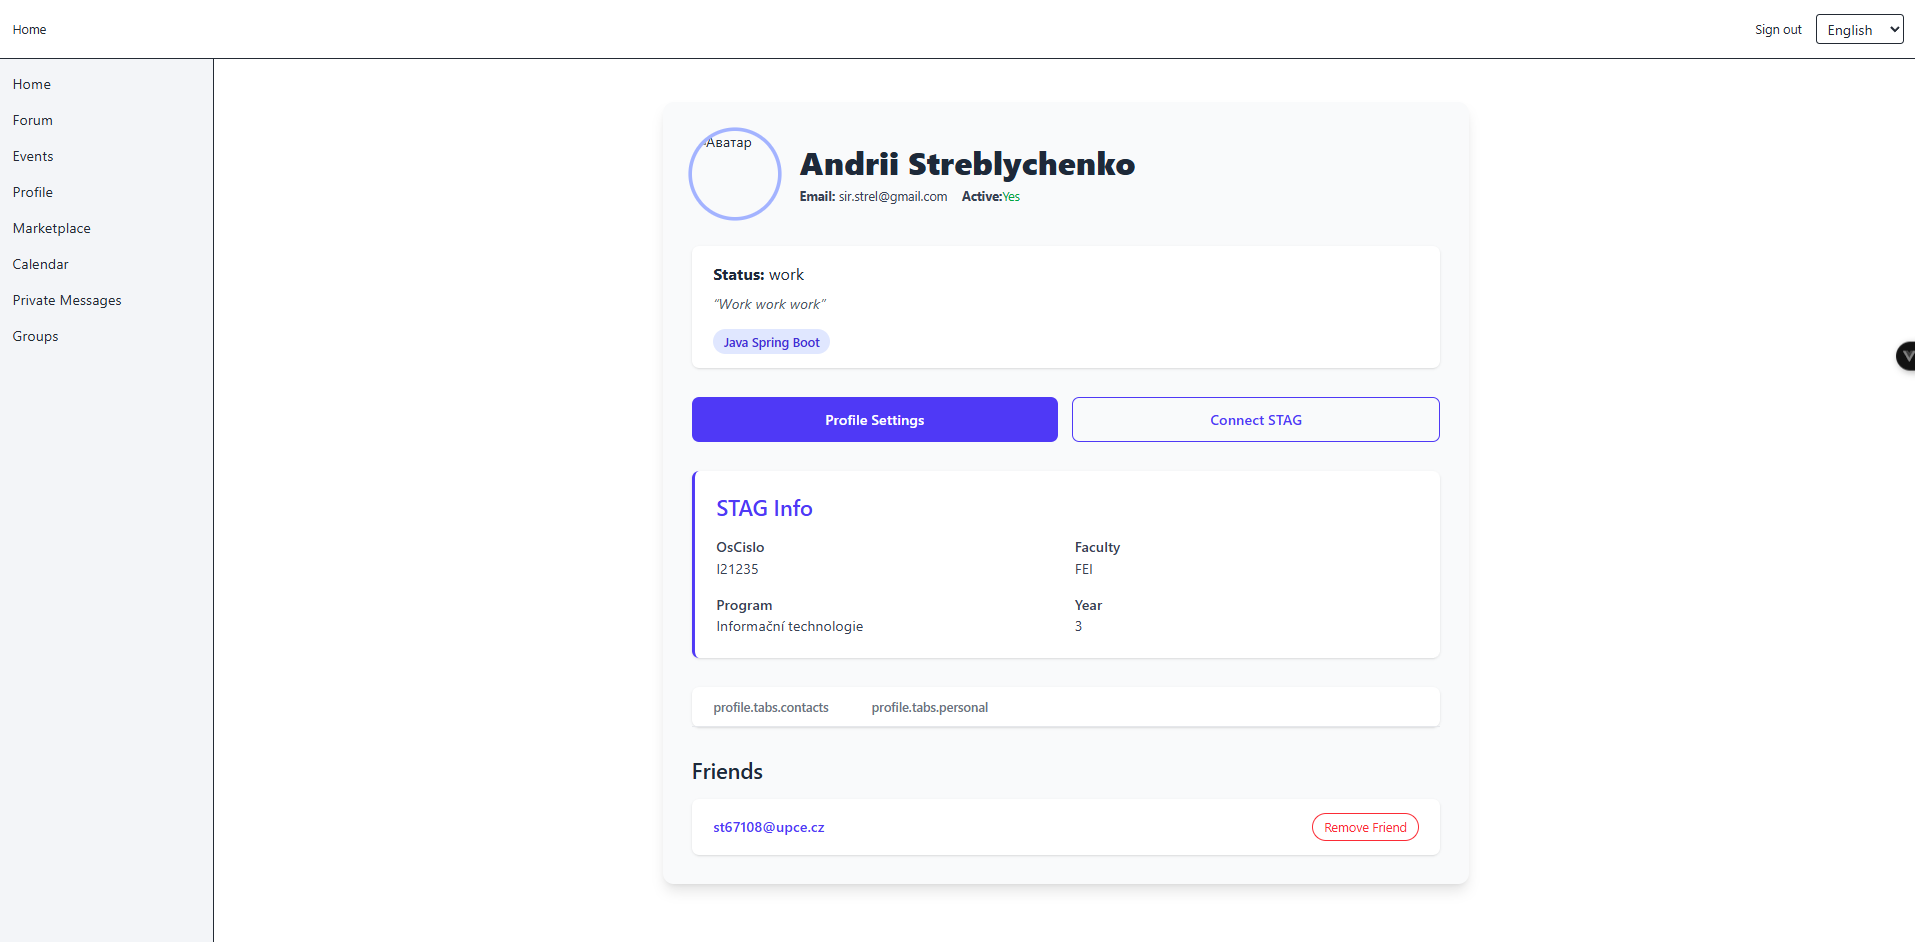 Home
Sign out
English
Home
Forum
Events
Profile
Marketplace
Calendar
Private Messages
Groups
Аватар
Andrii Streblychenko
Email: sir.strel@gmail.com Active:Yes
Status: work
“Work work work”
Java Spring Boot
Profile Settings
Connect STAG
STAG Info
OsCislo
I21235
Faculty
FEI
Program
Informační technologie
Year
3
profile.tabs.contacts
profile.tabs.personal
Friends
st67108@upce.cz
Remove Friend